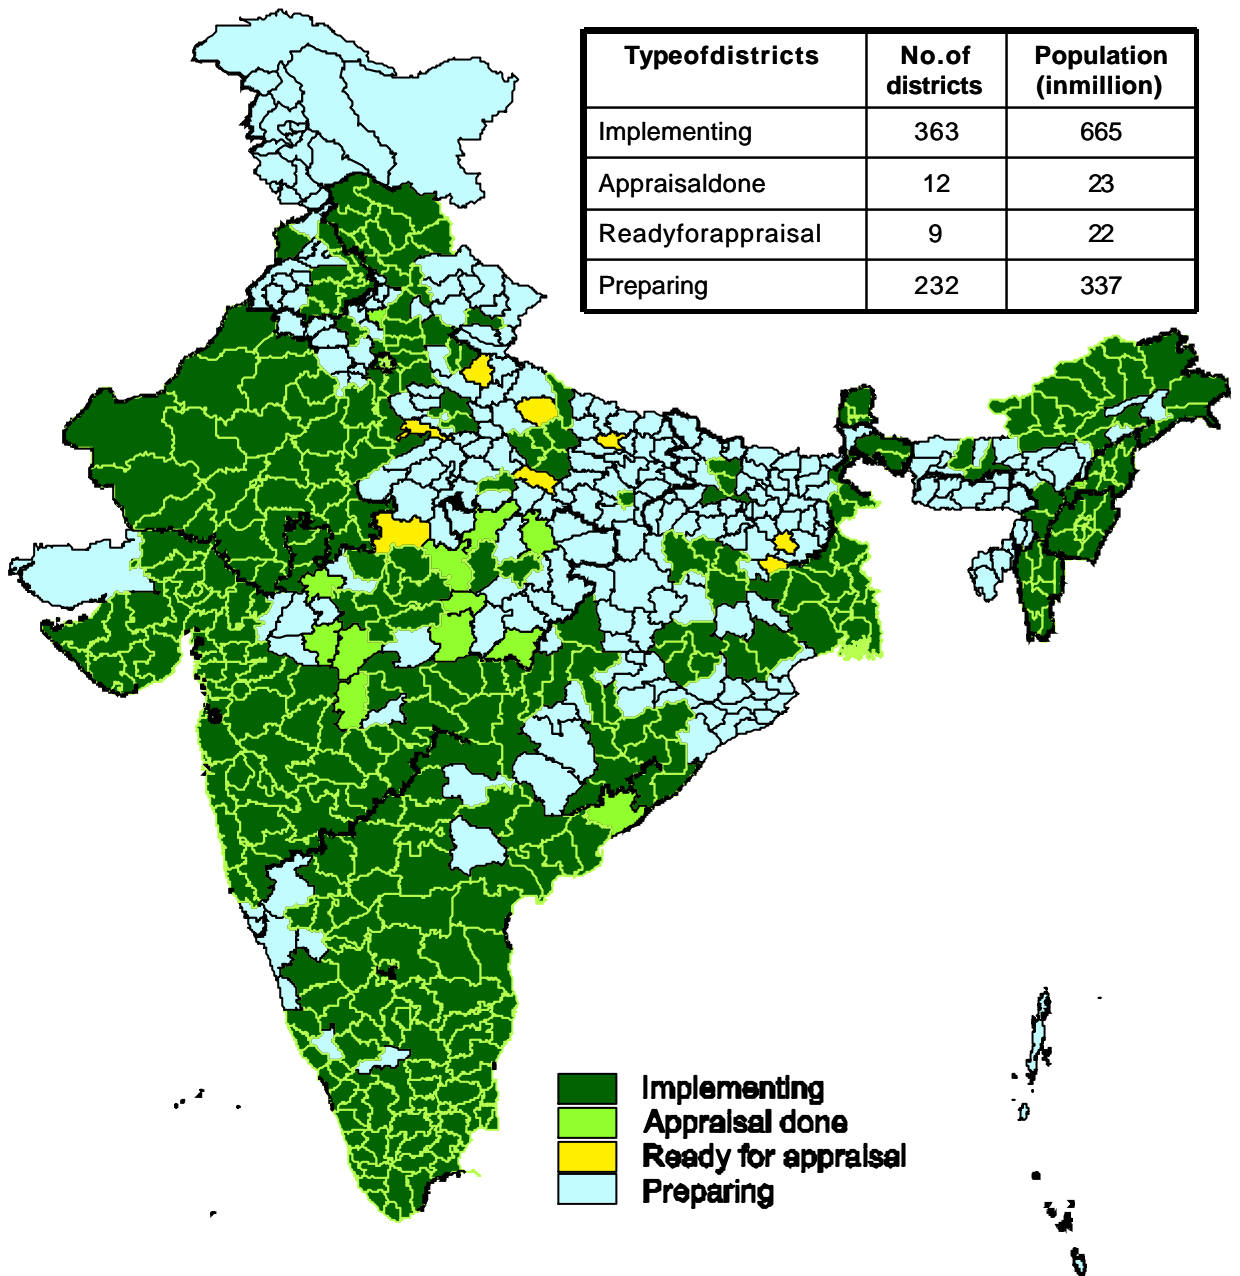 Typeofdistricts No.of districts Population (inmillion)
Implementing 363 665
Appraisaldone 12 23
Readyforappraisal 9 22
Preparing 232 337
Implementing
Appraisal done
Ready for appraisal
Preparing